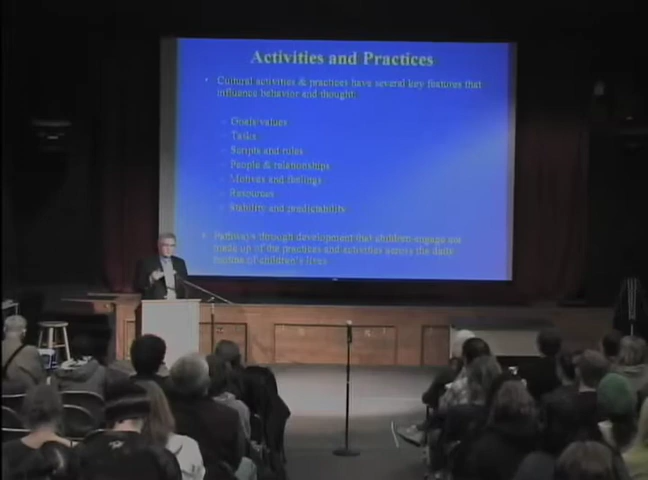 Activities and Practices
• Cultural activities & practices have several key features that
influence behavior and thought:
– Goals/values
– Tasks
– Scripts and rules
– People & relationships
– Motives and feelings
– Resources
– Stability and predictability
• Pathways through development that children engage are
made up of the practices and activities across the daily
routine of children's lives